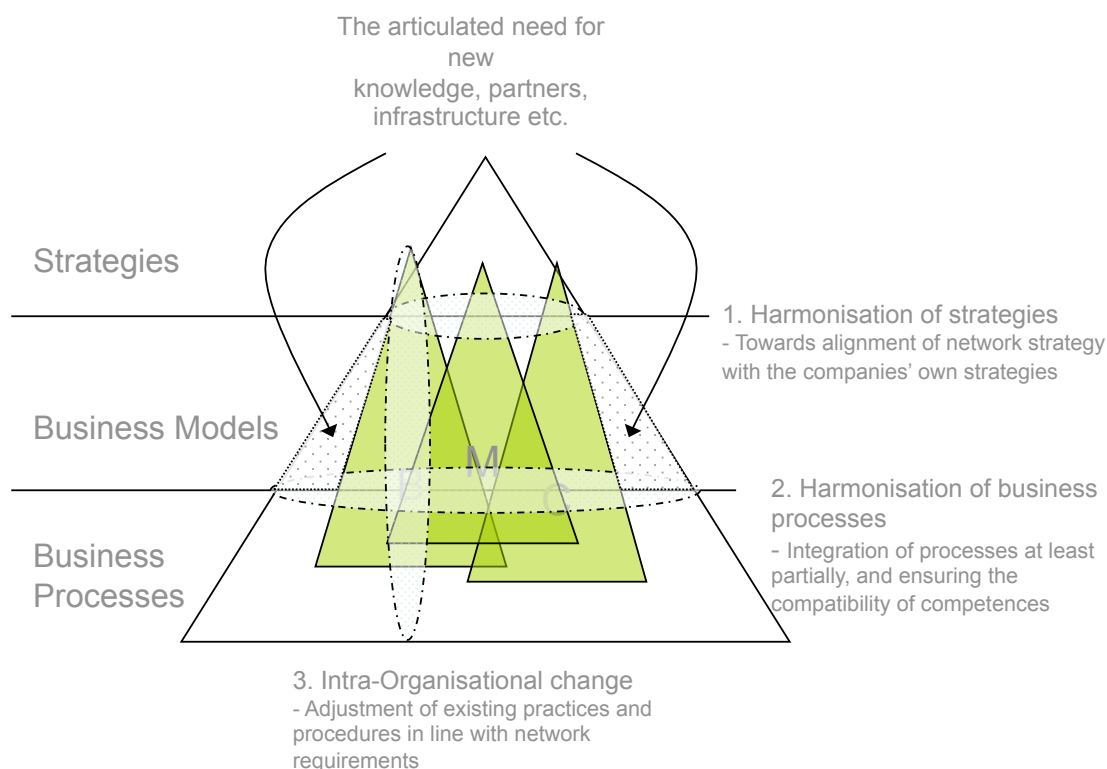 The articulated need for
new
knowledge, partners,
infrastructure etc.
Strategies
1. Harmonisation of strategies
- Towards alignment of network strategy
with the companies’ own strategies
Business Models
M
B
C
2. Harmonisation of business
processes
- Integration of processes at least
partially, and ensuring the
compatibility of competences
Business
Processes
3. Intra-Organisational change
- Adjustment of existing practices and
procedures in line with network
requirements